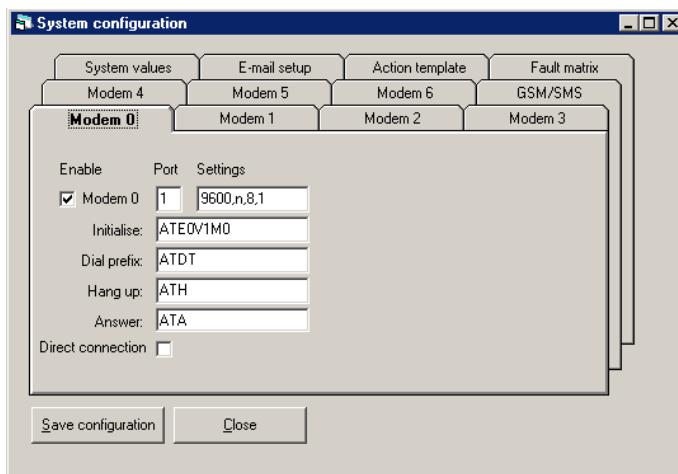 System configuration
System values E-mail setup Action template Fault matrix
Modem 4 Modem 5 Modem 6 GSM/SMS
Modem 0 Modem 1 Modem 2 Modem 3
Enable Port Settings
Modem 0 1 9600,n,8,1
Initialise: ATE0V1M0
Dial prefix: ATDT
Hang up: ATH
Answer: ATA
Direct connection
Save configuration Close